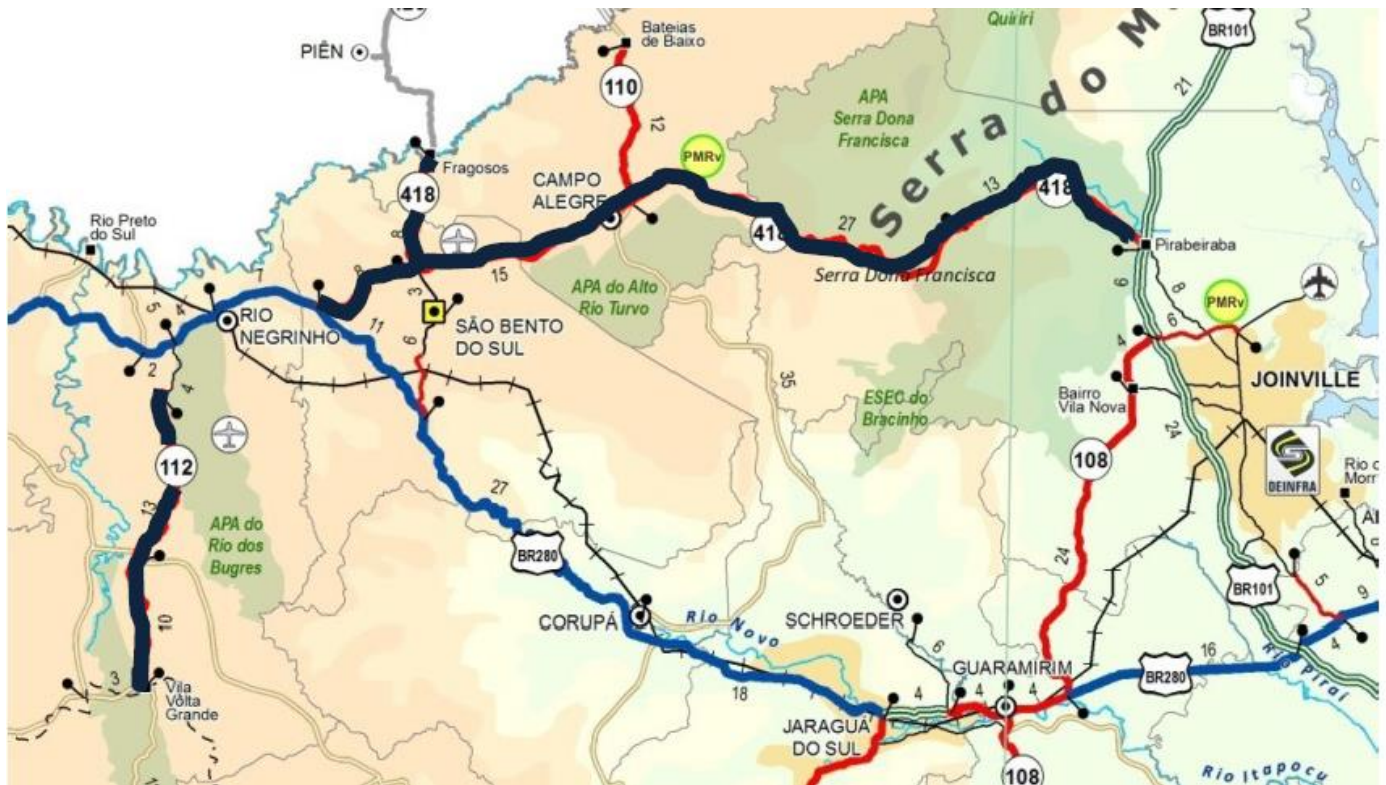 Quiriri
BR101
Bateias
de Baixo
PIÊN
21
110
APA
Serra Dona
Francisca
Serra do M
12
PMRv
Fragosos
CAMPO
ALEGRE
418
13
418
Rio Preto
do Sul
8
418
27
Pirabeiraba
15
Serra Dona Francisca
APA do Alto
Rio Turvo
7
8
3
6
8
PMRv
5
4
RIO
NEGRINHO
11
SÃO BENTO
DO SUL
6
4
6
2
35
JOINVILLE
4
ESEC do
Bracinho
Bairro
Vila Nova
24
112
108
DEINFRA
Rio
Morr
27
13
APA do
Rio dos
Bugres
BR280
24
BR101
5
9
10
CORUPÁ
Rio Novo
SCHROEDER
6
GUARAMIRIM
16
4
Rio Piraí
3
Vila
Volta
Grande
18
4
4
4
BR280
JARAGUÁ
DO SUL
108
Rio Itapocu